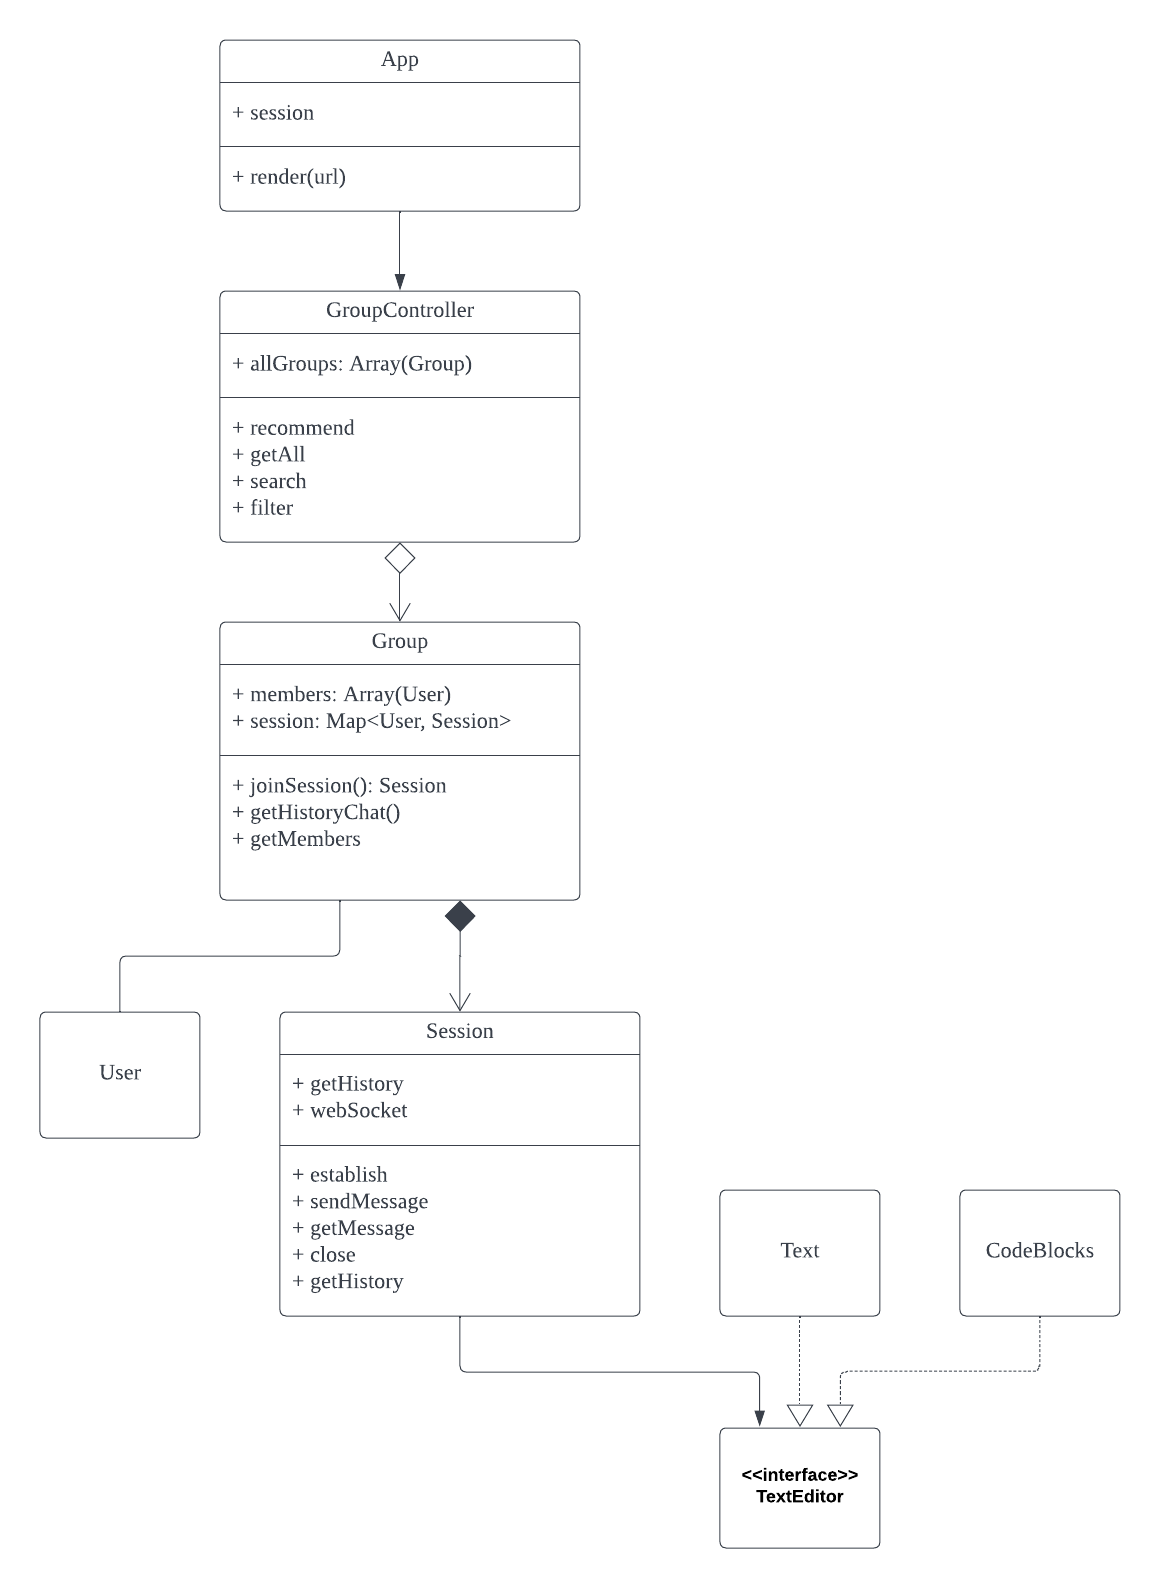 App
+ session
+ render(url)
GroupController
+ allGroups: Array(Group)
+ recommend
+ getAll
+ search
+ filter
Group
+ members: Array(User)
+ session: Map<User, Session>
+ joinSession(): Session
+ getHistoryChat()
+ getMembers
User
Session
+ getHistory
+ webSocket
+ establish
+ sendMessage
+ getMessage
+ close
+ getHistory
Text
CodeBlocks
<<interface>>
TextEditor